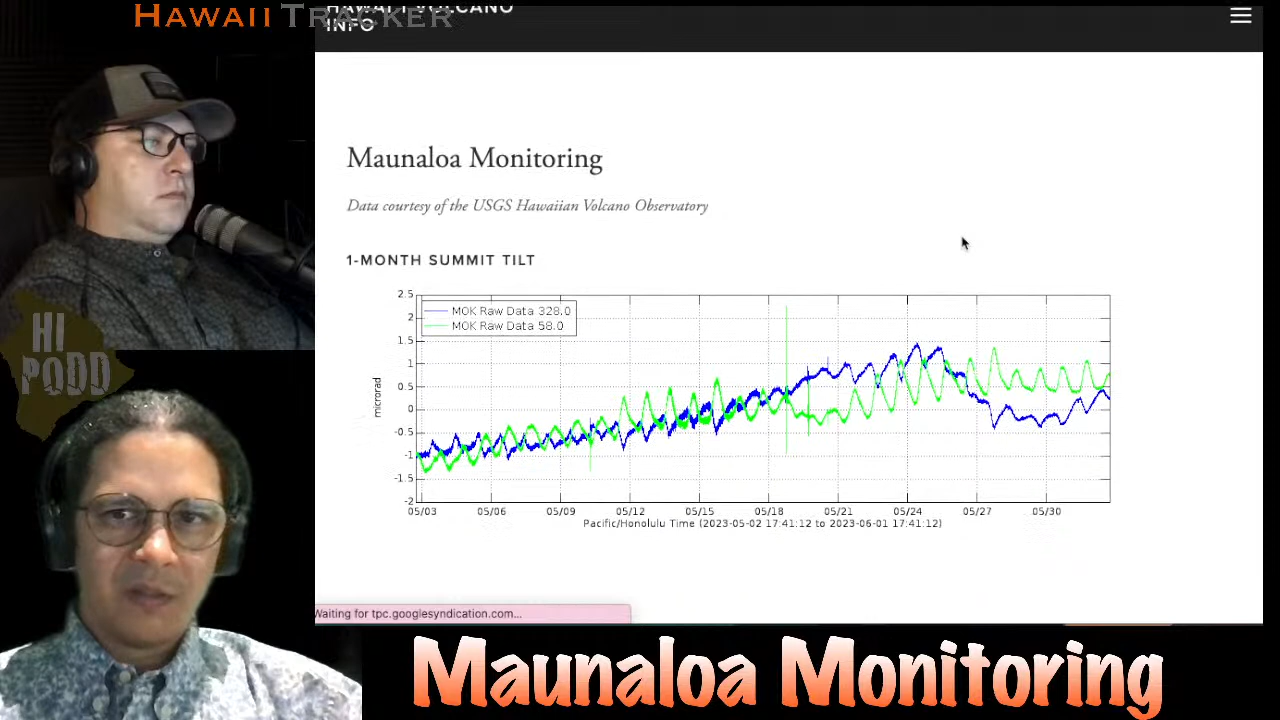 HAWAII TRACKER
HAWAI'I VOLCANO
INFO
Maunaloa Monitoring
Data courtesy of the USGS Hawaiian Volcano Observatory
1-MONTH SUMMIT TILT
MOK Raw Data 328.0
MOK Raw Data 58.0
2.5
2
1.5
1
0.5
0
-0.5
-1
-1.5
-2
microrad
05/03 05/06 05/09 05/12 05/15 05/18 05/21 05/24 05/27 05/30
Pacific/Honolulu Time (2023-05-02 17:41:12 to 2023-06-01 17:41:12)
HI
PODD
Waiting for tpc.googlesyndication.com...
Maunaloa Monitoring